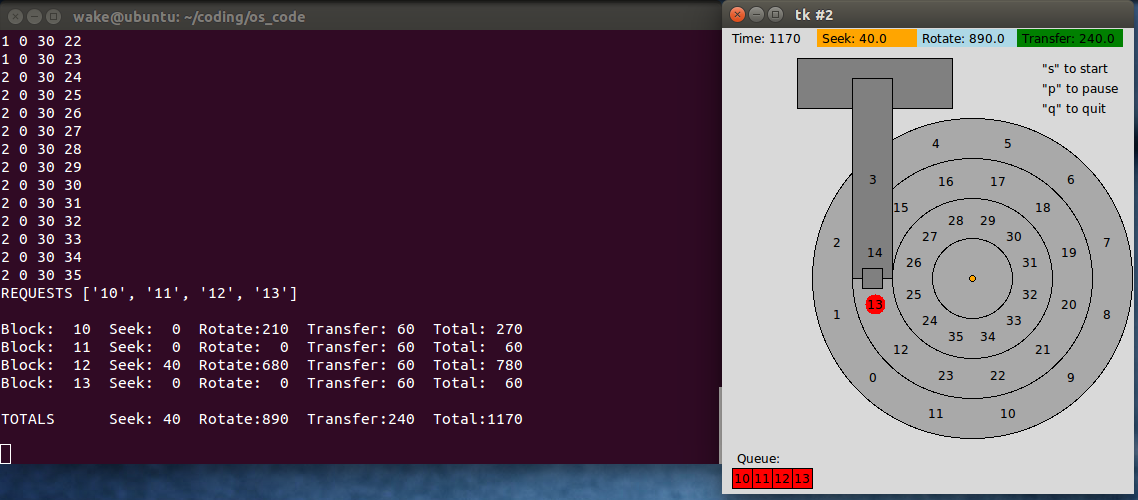 wake@ubuntu: ~/coding/os_code
1 0 30 22
1 0 30 23
2 0 30 24
2 0 30 25
2 0 30 26
2 0 30 27
2 0 30 28
2 0 30 29
2 0 30 30
2 0 30 31
2 0 30 32
2 0 30 33
2 0 30 34
2 0 30 35
REQUESTS ['10', '11', '12', '13']
Block:  10  Seek:  0  Rotate:210  Transfer: 60  Total: 270
Block:  11  Seek:  0  Rotate:  0  Transfer: 60  Total:  60
Block:  12  Seek: 40  Rotate:680  Transfer: 60  Total: 780
Block:  13  Seek:  0  Rotate:  0  Transfer: 60  Total:  60
TOTALS      Seek: 40  Rotate:890  Transfer:240  Total:1170
tk #2
Time: 1170 Seek: 40.0 Rotate: 890.0 Transfer: 240.0
"s" to start
"p" to pause
"q" to quit
4 5
3 16 17 6
15 18
28 29
2 27 30 7
14 19
26 31
25 32
13 20
1 24 33 8
35 34
12 21
0 23 22 9
11 10
Queue:
10 11 12 13